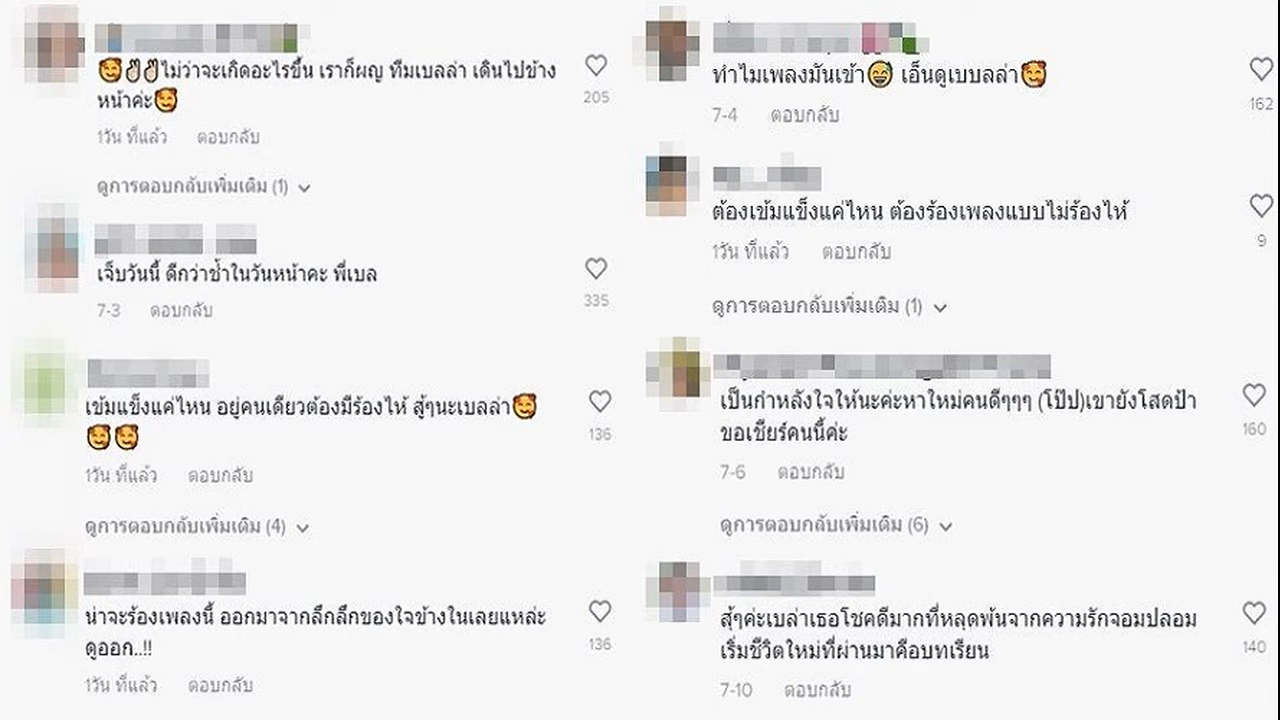 🥰✌🏻✌🏻ไม่ว่าจะเกิดอะไรขึ้น เราก็ผญ ทีมเบลล่า เดินไปข้าง
หน้าค่ะ🥰
205
1วัน ที่แล้ว ตอบกลับ
ดูการตอบกลับเพิ่มเติม (1)
เจ็บวันนี้ ดีกว่าช้ำในวันหน้าคะ พี่เบล
335
7-3 ตอบกลับ
เข้มแข็งแค่ไหน อยู่คนเดียวต้องมีร้องไห้ สู้ๆนะเบลล่า🥰
🥰🥰
136
1วัน ที่แล้ว ตอบกลับ
ดูการตอบกลับเพิ่มเติม (4)
น่าจะร้องเพลงนี้ ออกมาจากลึกลึกของใจข้างในเลยแหล่ะ
ดูออก..!!
136
1วัน ที่แล้ว ตอบกลับ
ทำไมเพลงมันเข้า😅 เอ็นดูเบบลล่า🥰
162
7-4 ตอบกลับ
ต้องเข้มแข็งแค่ไหน ต้องร้องเพลงแบบไม่ร้องไห้
9
1วัน ที่แล้ว ตอบกลับ
ดูการตอบกลับเพิ่มเติม (1)
เป็นกำหลังใจให้นะค่ะหาใหม่คนดีๆๆๆ (โป๊ป)เขายังโสดป้า
ขอเชียร์คนนี้ค่ะ
160
7-6 ตอบกลับ
ดูการตอบกลับเพิ่มเติม (6)
สุ้ๆค่ะเบล่าเธอโชคดีมากที่หลุดพ้นจากความรักจอมปลอม
เริ่มชีวิตใหม่ที่ผ่านมาคือบทเรียน
140
7-10 ตอบกลับ